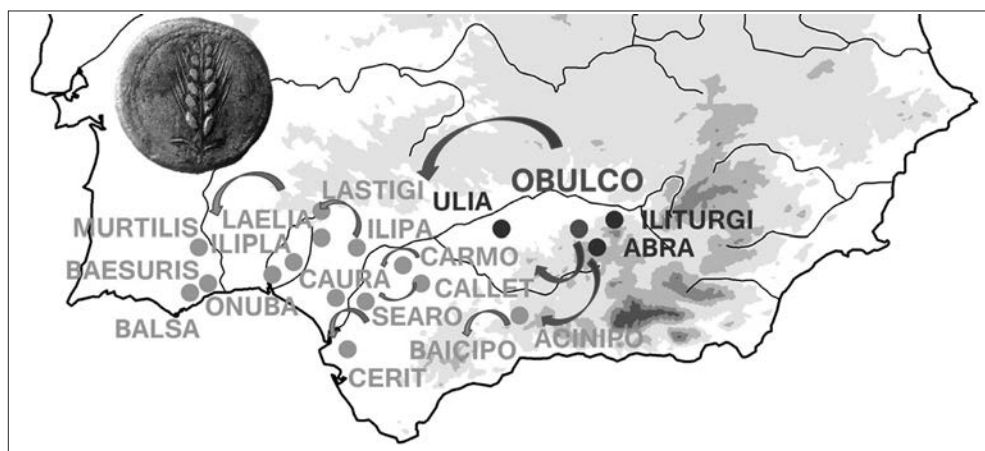 OBULCO
LASTIGI
ULIA
MURTILIS
LAELIA
ILIPLA
ILIPA
ILITURGI
ABRA
BAESURIS
CAURA
CARMO
CALLET
ONUBA
SEARO
BALSA
BAICIPO
ACINIPO
CERIT